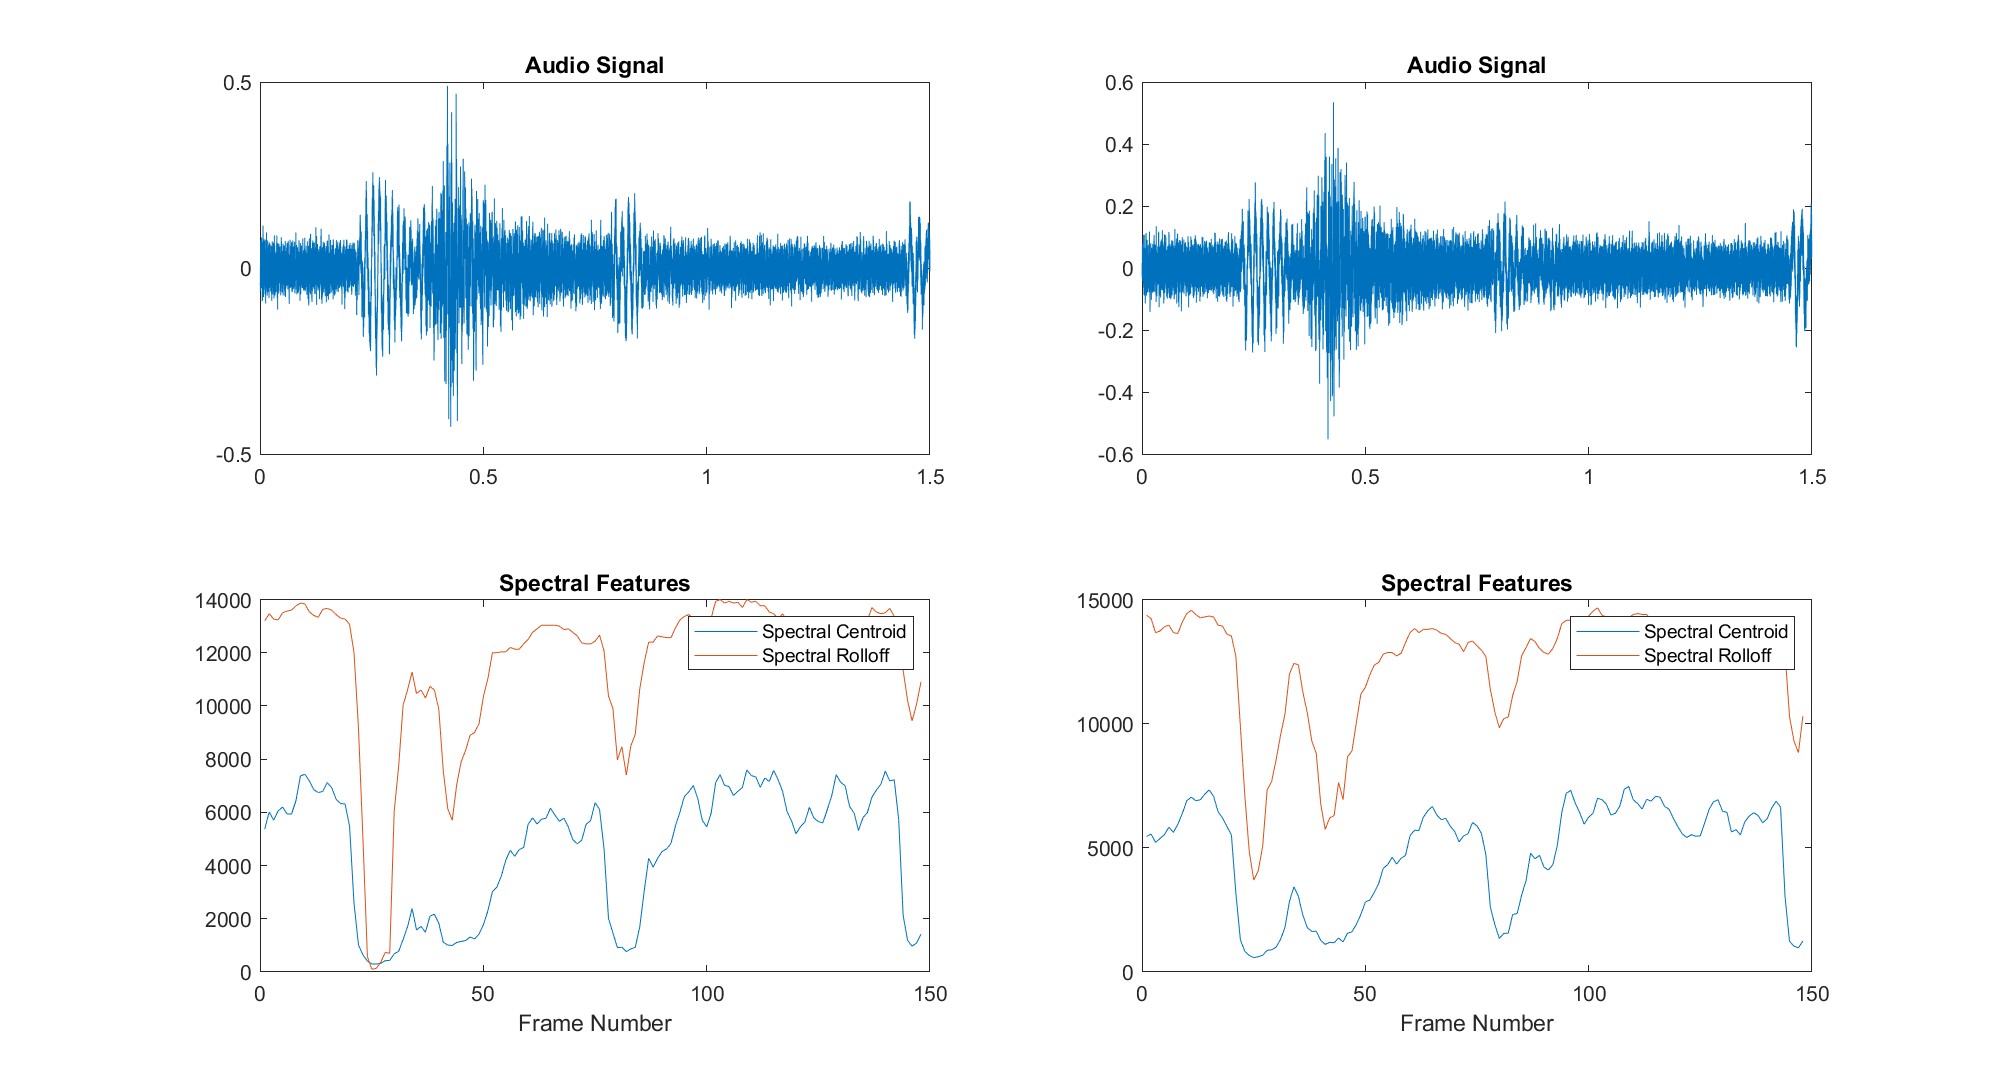 Audio Signal
0.5
0
-0.5
0 0.5 1 1.5
Audio Signal
0.6
0.4
0.2
0
-0.2
-0.4
-0.6
0 0.5 1 1.5
Spectral Features
14000
12000
10000
8000
6000
4000
2000
0
Spectral Centroid
Spectral Rolloff
0 50 100 150
Frame Number
Spectral Features
15000
10000
5000
0
Spectral Centroid
Spectral Rolloff
0 50 100 150
Frame Number